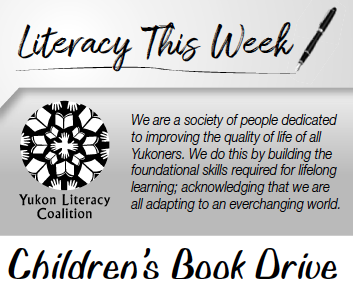 Literacy This Week
We are a society of people dedicated
to improving the quality of life of all
Yukoners. We do this by building the
foundational skills required for lifelong
learning; acknowledging that we are
all adapting to an everchanging world.
Yukon Literacy
Coalition
Children's Book Drive